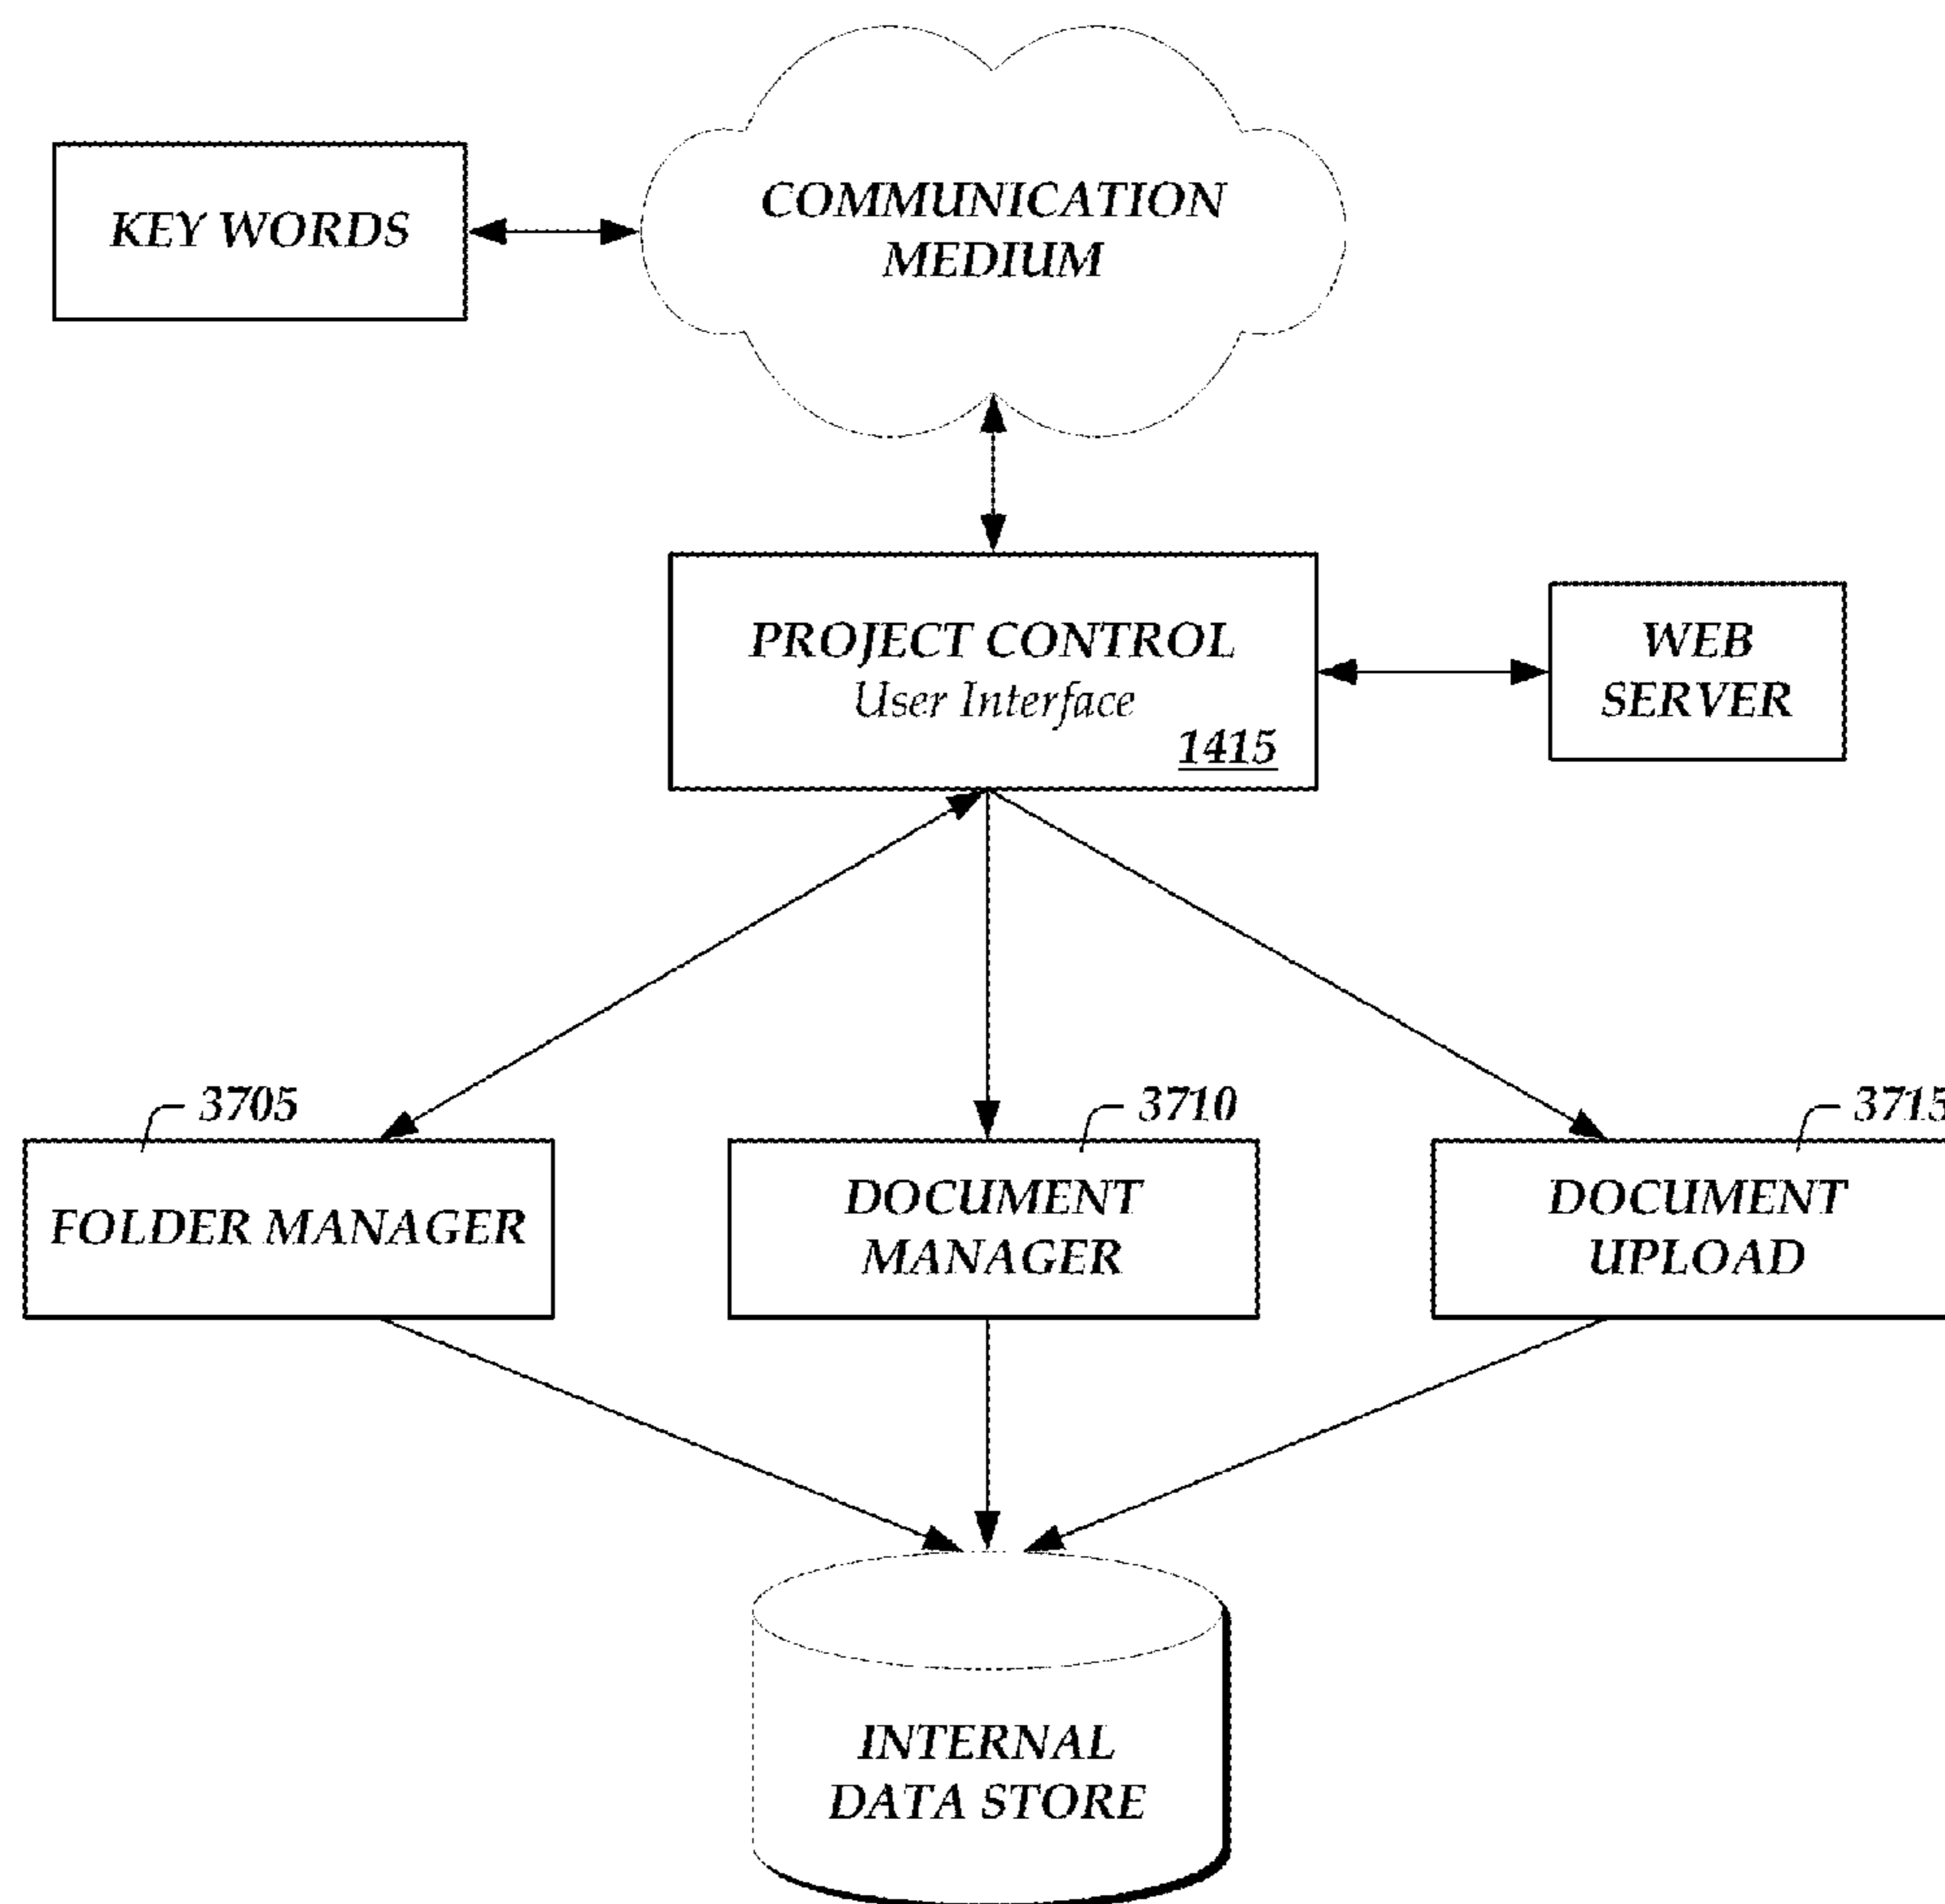 COMMUNICATION
MEDIUM
KEY WORDS
PROJECT CONTROL
User Interface
1415
WEB
SERVER
3705
3710
3715
FOLDER MANAGER
DOCUMENT
MANAGER
DOCUMENT
UPLOAD
INTERNAL
DATA STORE